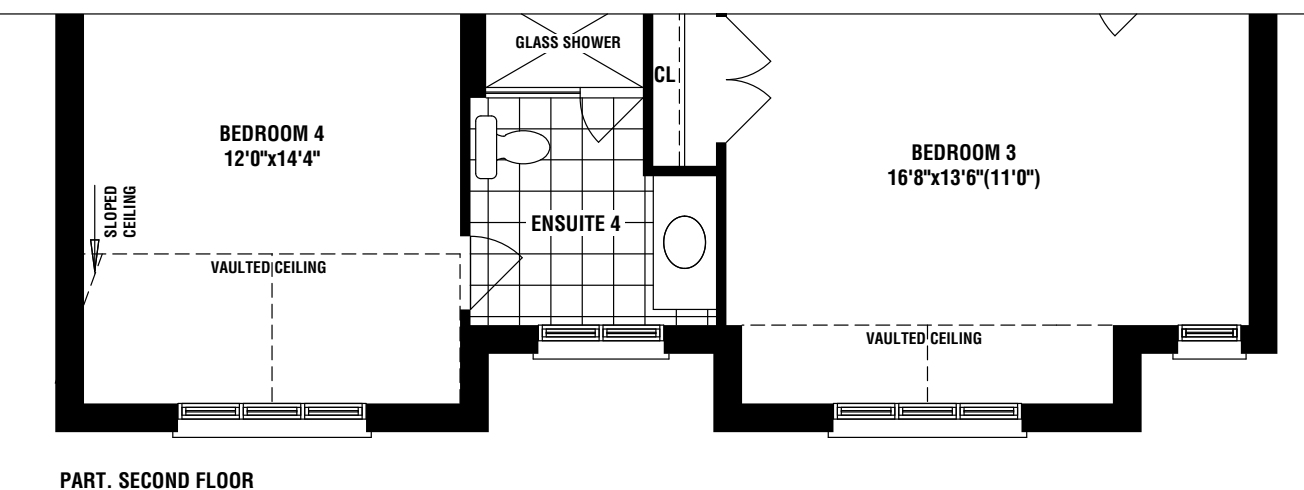 GLASS SHOWER
CL
BEDROOM 4
12'0"x14'4"
BEDROOM 3
16'8"x13'6"(11'0")
SLOPED
CEILING
ENSUITE 4
VAULTED CEILING
VAULTED CEILING
PART. SECOND FLOOR